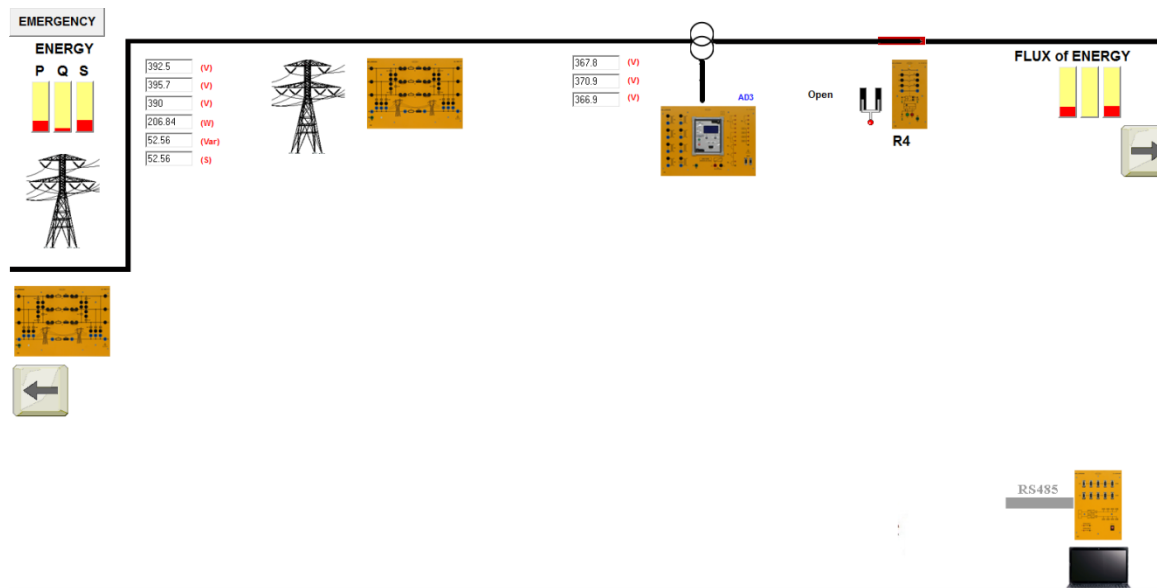 EMERGENCY
ENERGY
P Q S
392.5 (V)
395.7 (V)
390 (V)
206.84 (W)
52.56 (Var)
52.56 (S)
367.8 (V)
370.9 (V)
366.9 (V)
AD3
Open
R4
FLUX of ENERGY
RS485